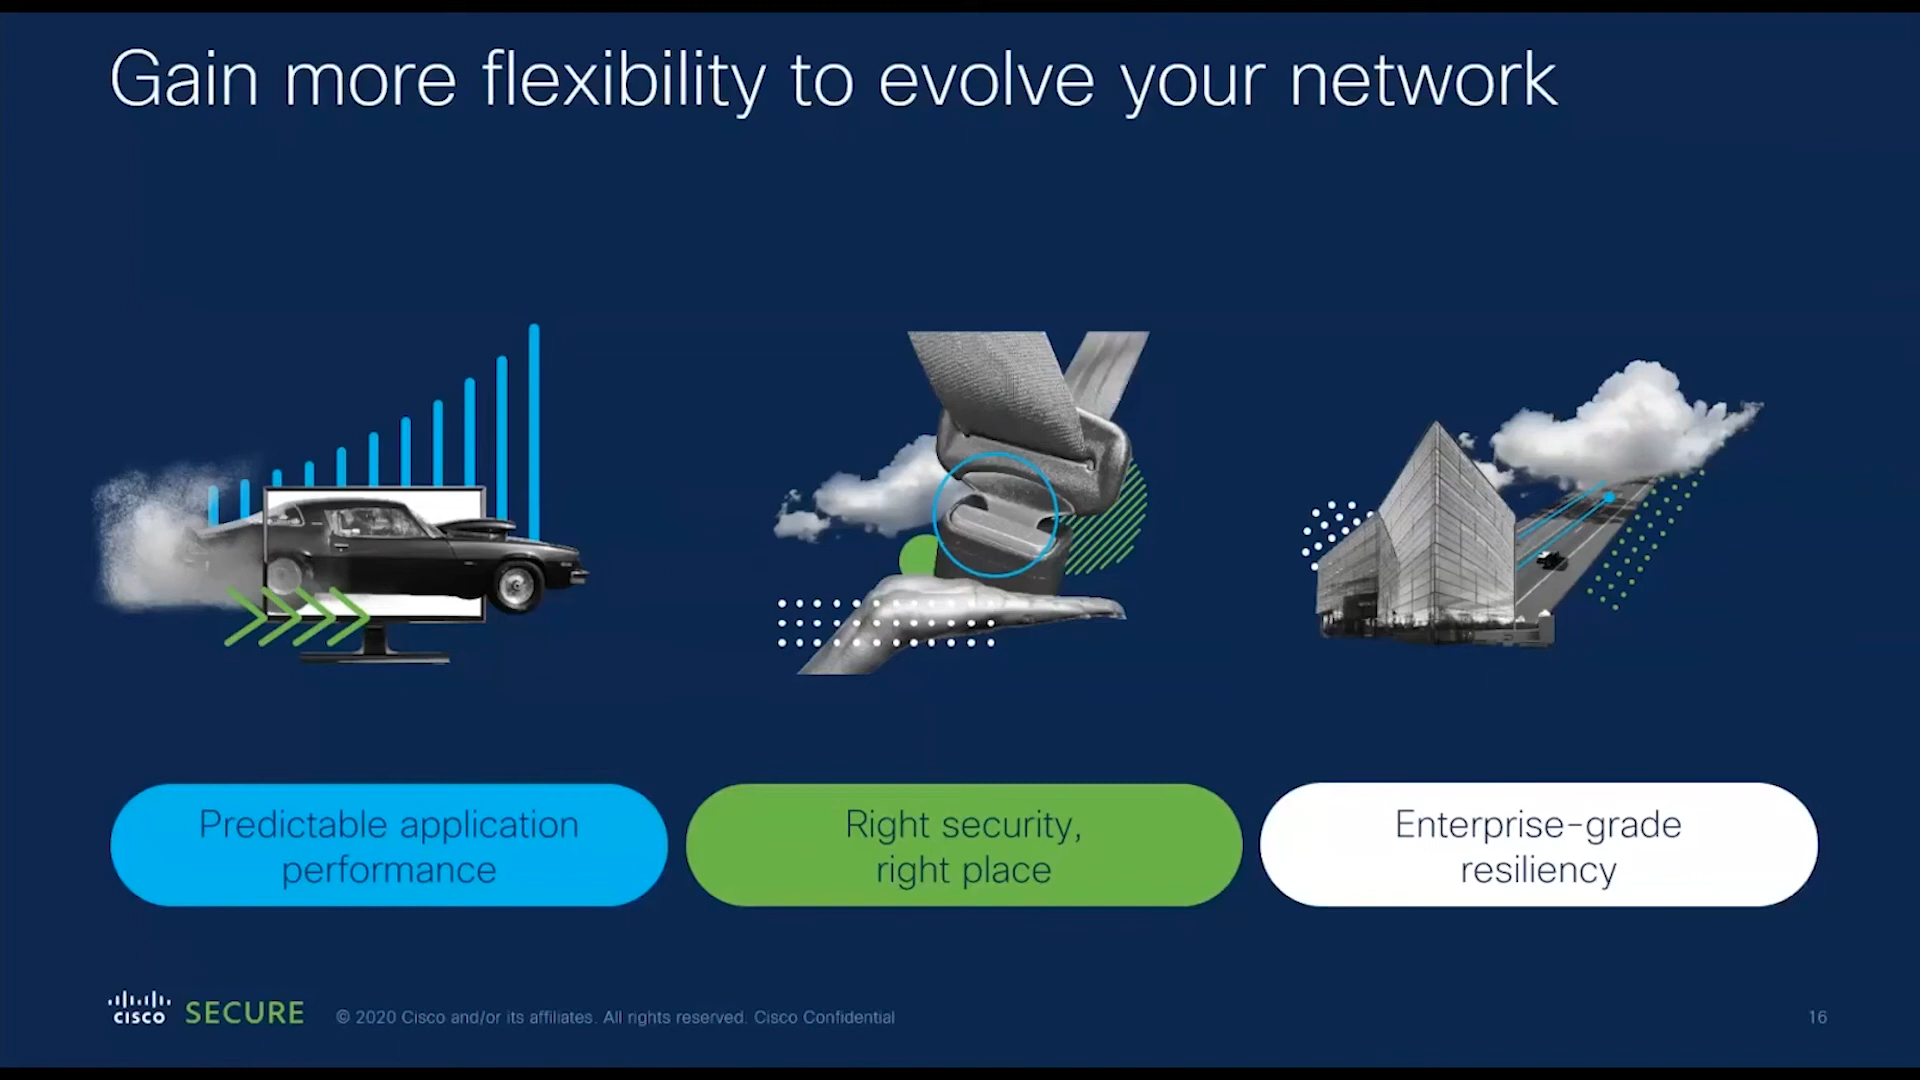 Gain more flexibility to evolve your network
Predictable application
performance
Right security,
right place
Enterprise-grade
resiliency
CISCO SECURE © 2020 Cisco and/or its affiliates. All rights reserved. Cisco Confidential 16